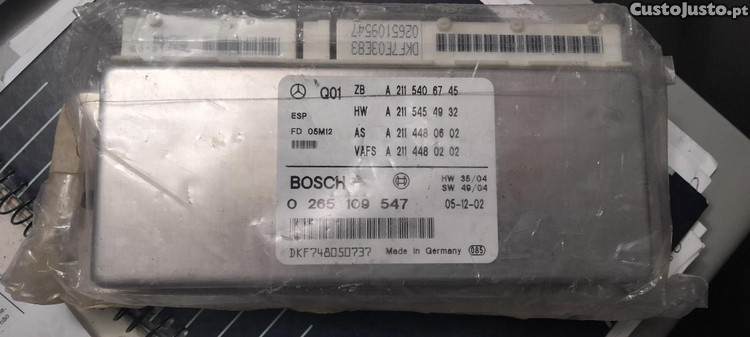 CustoJusto.pt
DKF7E03E83
0265109547
Q01 ZB A 211 540 67 45
ESP HW A 211 545 49 32
FD 05M12 AS A 211 448 06 02
VAFS A 211 448 02 02
BOSCH HW 35/04
SW 49/04
0 265 109 547 05-12-02
DKF748050737 Made in Germany 085